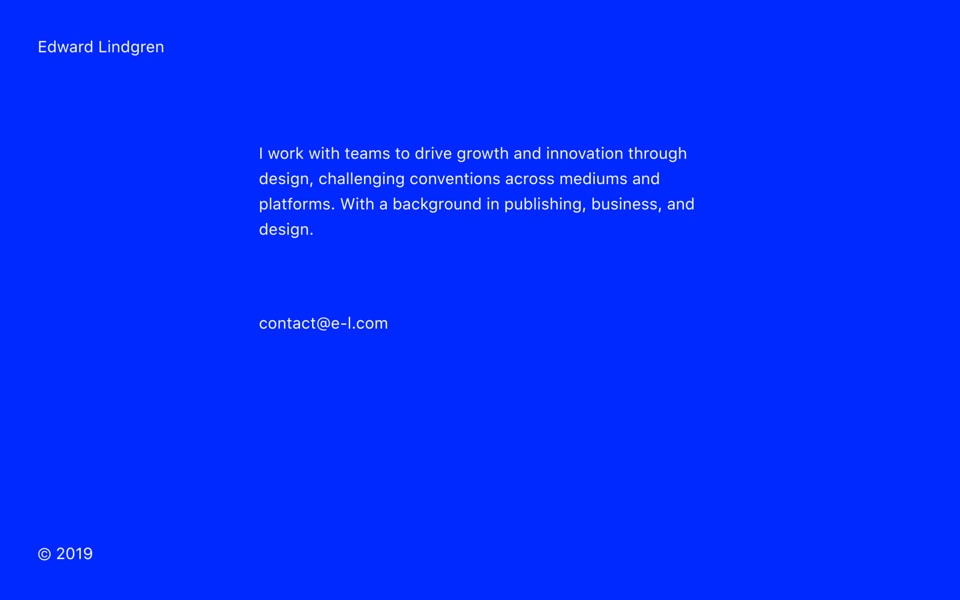 Edward Lindgren
I work with teams to drive growth and innovation through
design, challenging conventions across mediums and
platforms. With a background in publishing, business, and
design.
contact@e-l.com
© 2019